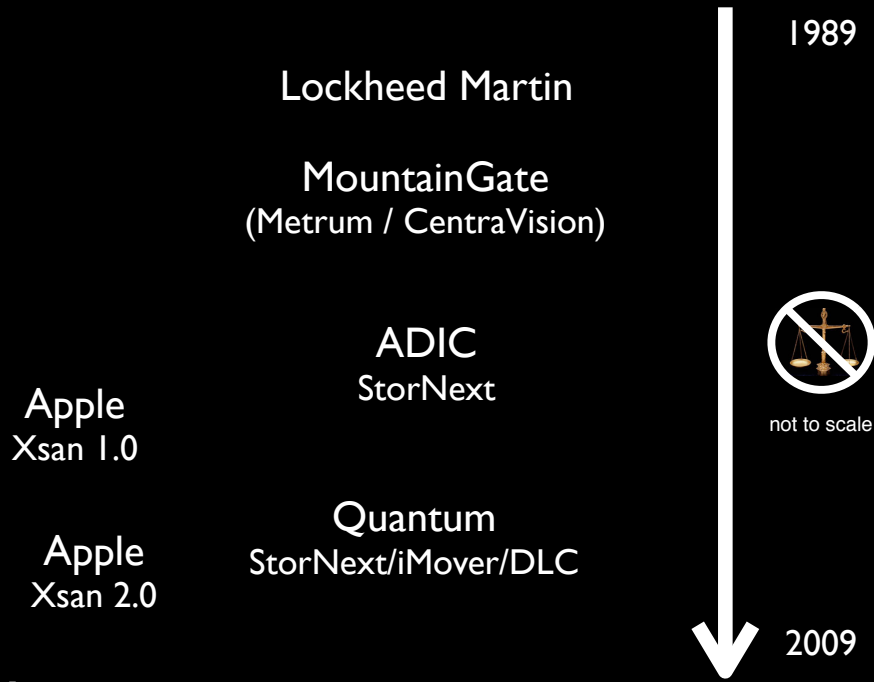 1989
Lockheed Martin
MountainGate
(Metrum / CentraVision)
ADIC
StorNext
not to scale
Apple
Xsan 1.0
Quantum
StorNext/iMover/DLC
Apple
Xsan 2.0
2009